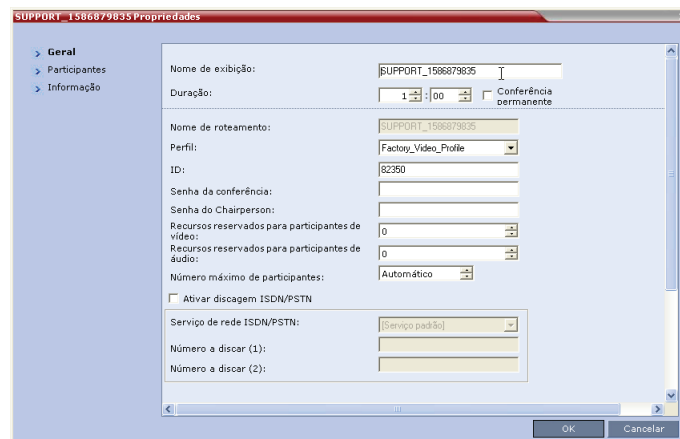 SUPPORT_1586879835 Propriedades
Geral
Participantes
Informação
Nome de exibição: SUPPORT_1586879835
Duração: 1 : 00 Conferência permanente
Nome de roteamento: SUPPORT_1586879835
Perfil: Factory_Video_Profile
ID: 82350
Senha da conferência:
Senha do Chairperson:
Recursos reservados para participantes de vídeo: 0
Recursos reservados para participantes de áudio: 0
Número máximo de participantes: Automático
Ativar discagem ISDN/PSTN
Serviço de rede ISDN/PSTN: [Serviço padrão]
Número a discar (1):
Número a discar (2):
OK Cancelar